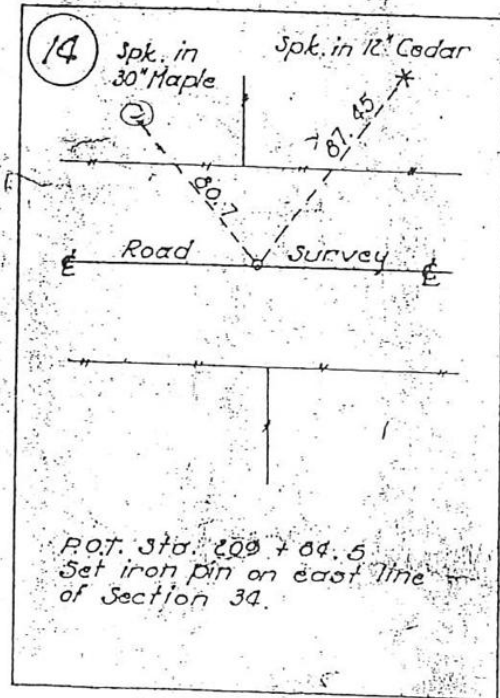 14
Spk. in
30" Maple
Spk. in 12" Cedar
87.45
80.7
Road Survey
℄ ℄
P.O.T. Sta. 209 + 84.5
Set iron pin on east line
of Section 34.